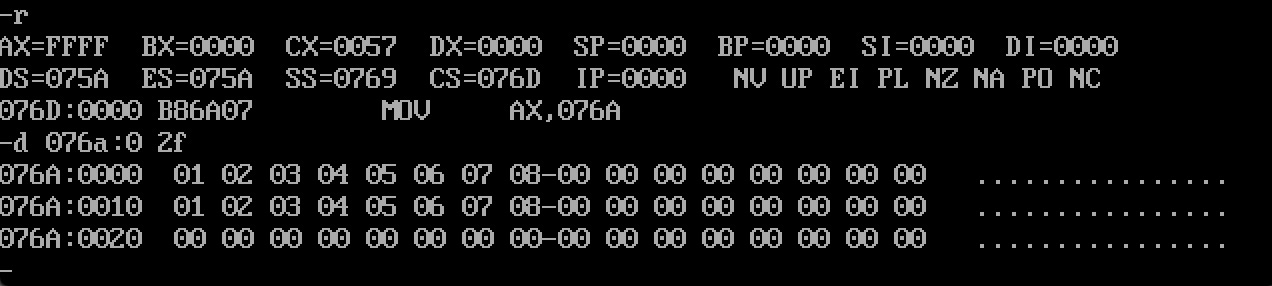 -r
AX=FFFF  BX=0000  CX=0057  DX=0000  SP=0000  BP=0000  SI=0000  DI=0000
DS=075A  ES=075A  SS=0769  CS=076D  IP=0000   NV UP EI PL NZ NA PO NC
076D:0000 B86A07        MOV     AX,076A
-d 076a:0 2f
076A:0000  01 02 03 04 05 06 07 08-00 00 00 00 00 00 00 00   ................
076A:0010  01 02 03 04 05 06 07 08-00 00 00 00 00 00 00 00   ................
076A:0020  00 00 00 00 00 00 00 00-00 00 00 00 00 00 00 00   ................
-